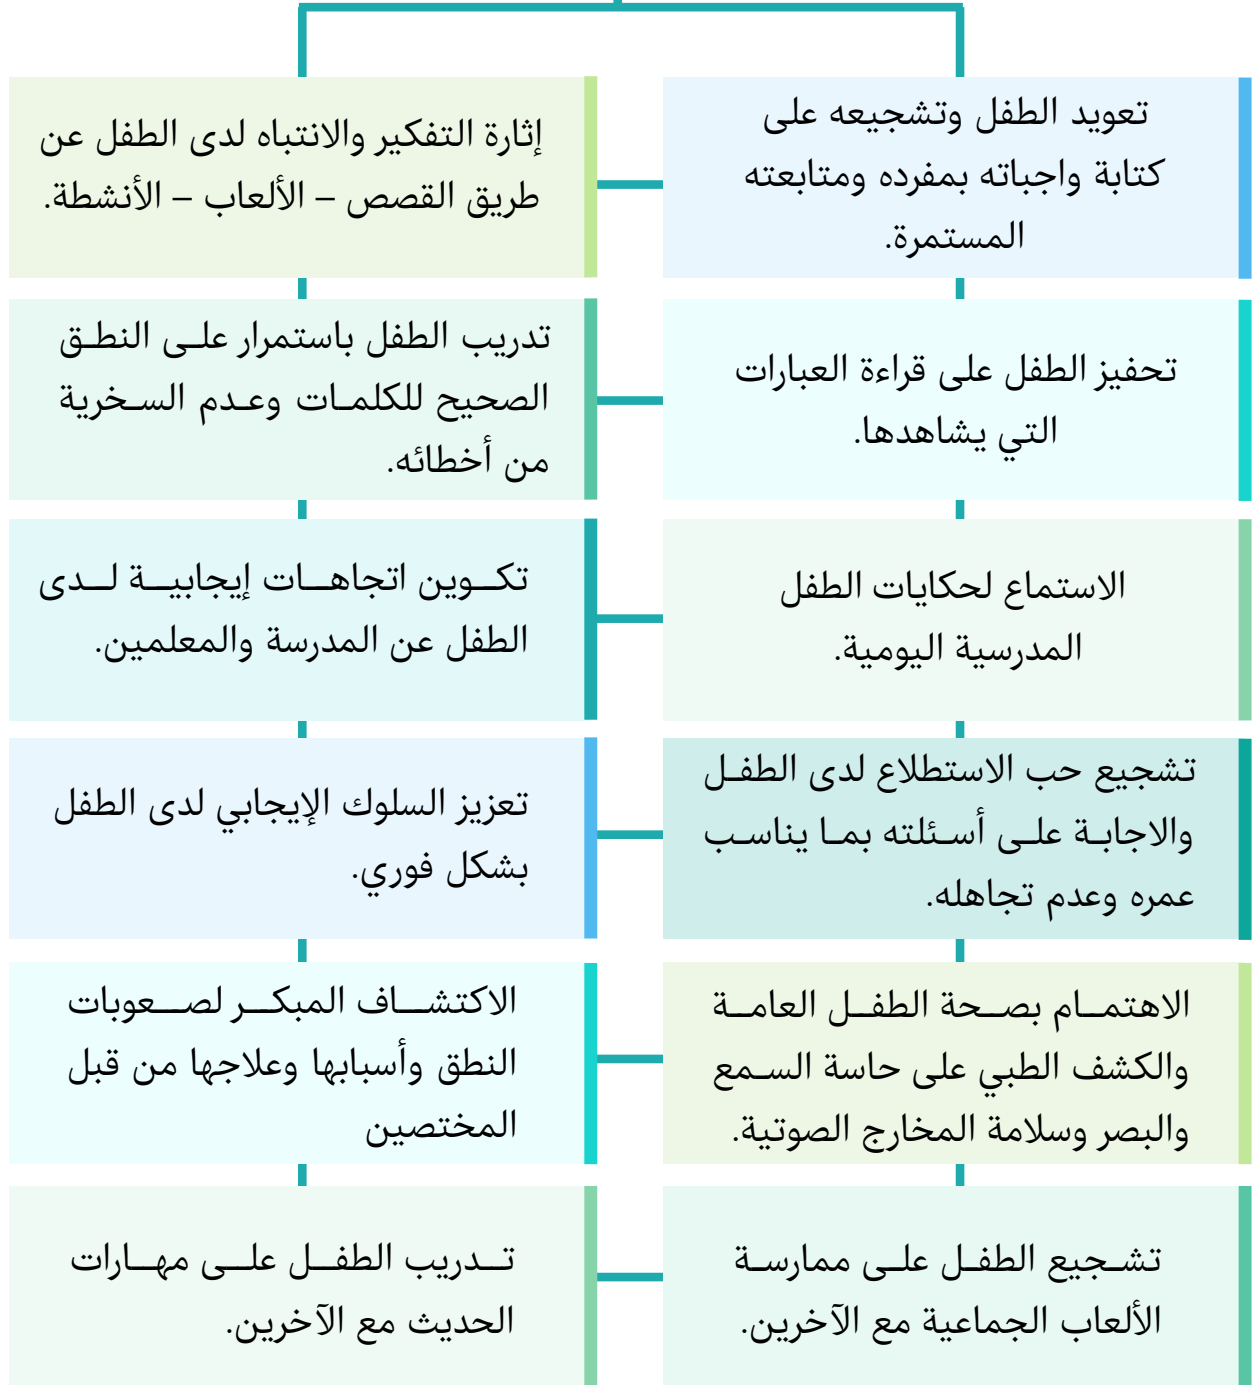 تعويد الطفل وتشجيعه على
كتابة واجباته بمفرده ومتابعته
المستمرة.
إثارة التفكير والانتباه لدى الطفل عن
طريق القصص – الألعاب – الأنشطة.
تحفيز الطفل على قراءة العبارات
التي يشاهدها.
تدريب الطفل باستمرار على النطق
الصحيح للكلمات وعدم السخرية
من أخطائه.
الاستماع لحكايات الطفل
المدرسية اليومية.
تكوين اتجاهات إيجابية لدى
الطفل عن المدرسة والمعلمين.
تشجيع حب الاستطلاع لدى الطفل
والاجابة على أسئلته بما يناسب
عمره وعدم تجاهله.
تعزيز السلوك الإيجابي لدى الطفل
بشكل فوري.
الاهتمام بصحة الطفل العامة
والكشف الطبي على حاسة السمع
والبصر وسلامة المخارج الصوتية.
الاكتشاف المبكر لصعوبات
النطق وأسبابها وعلاجها من قبل
المختصين
تشجيع الطفل على ممارسة
الألعاب الجماعية مع الآخرين.
تدريب الطفل على مهارات
الحديث مع الآخرين.